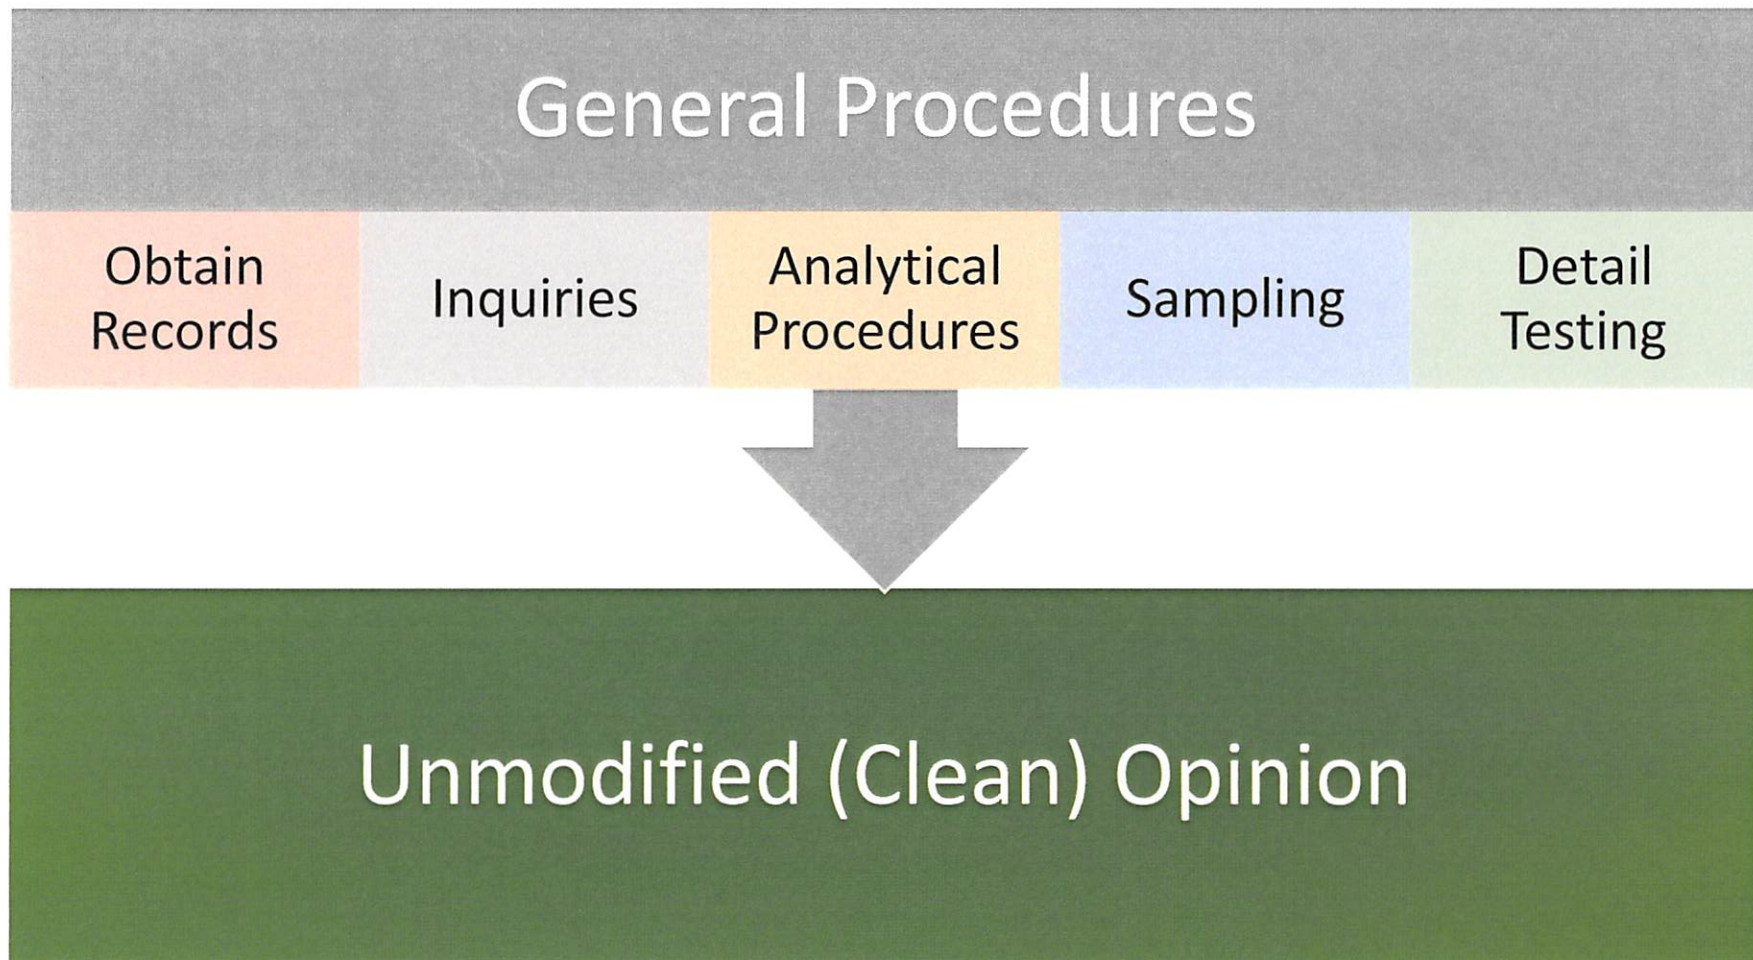 General Procedures
Obtain
Records
Inquiries
Analytical
Procedures
Sampling
Detail
Testing
Unmodified (Clean) Opinion